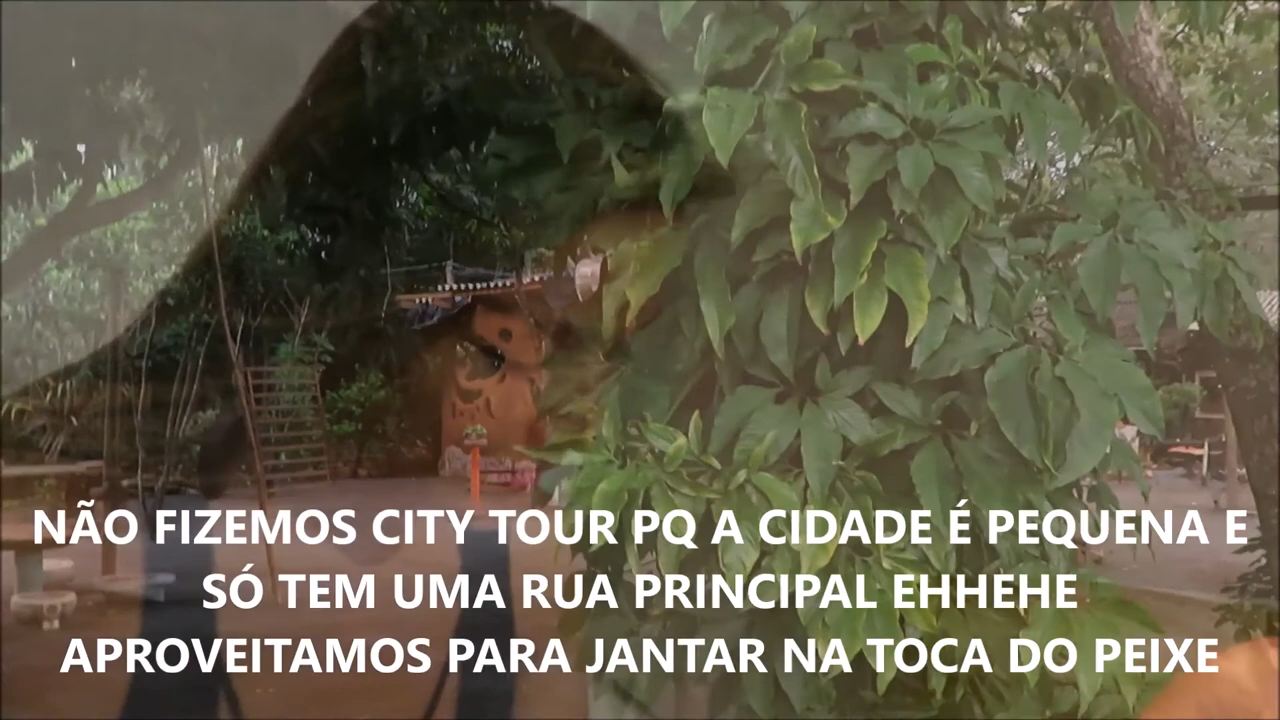 NÃO FIZEMOS CITY TOUR PQ A CIDADE É PEQUENA E
SÓ TEM UMA RUA PRINCIPAL EHHEHE
APROVEITAMOS PARA JANTAR NA TOCA DO PEIXE